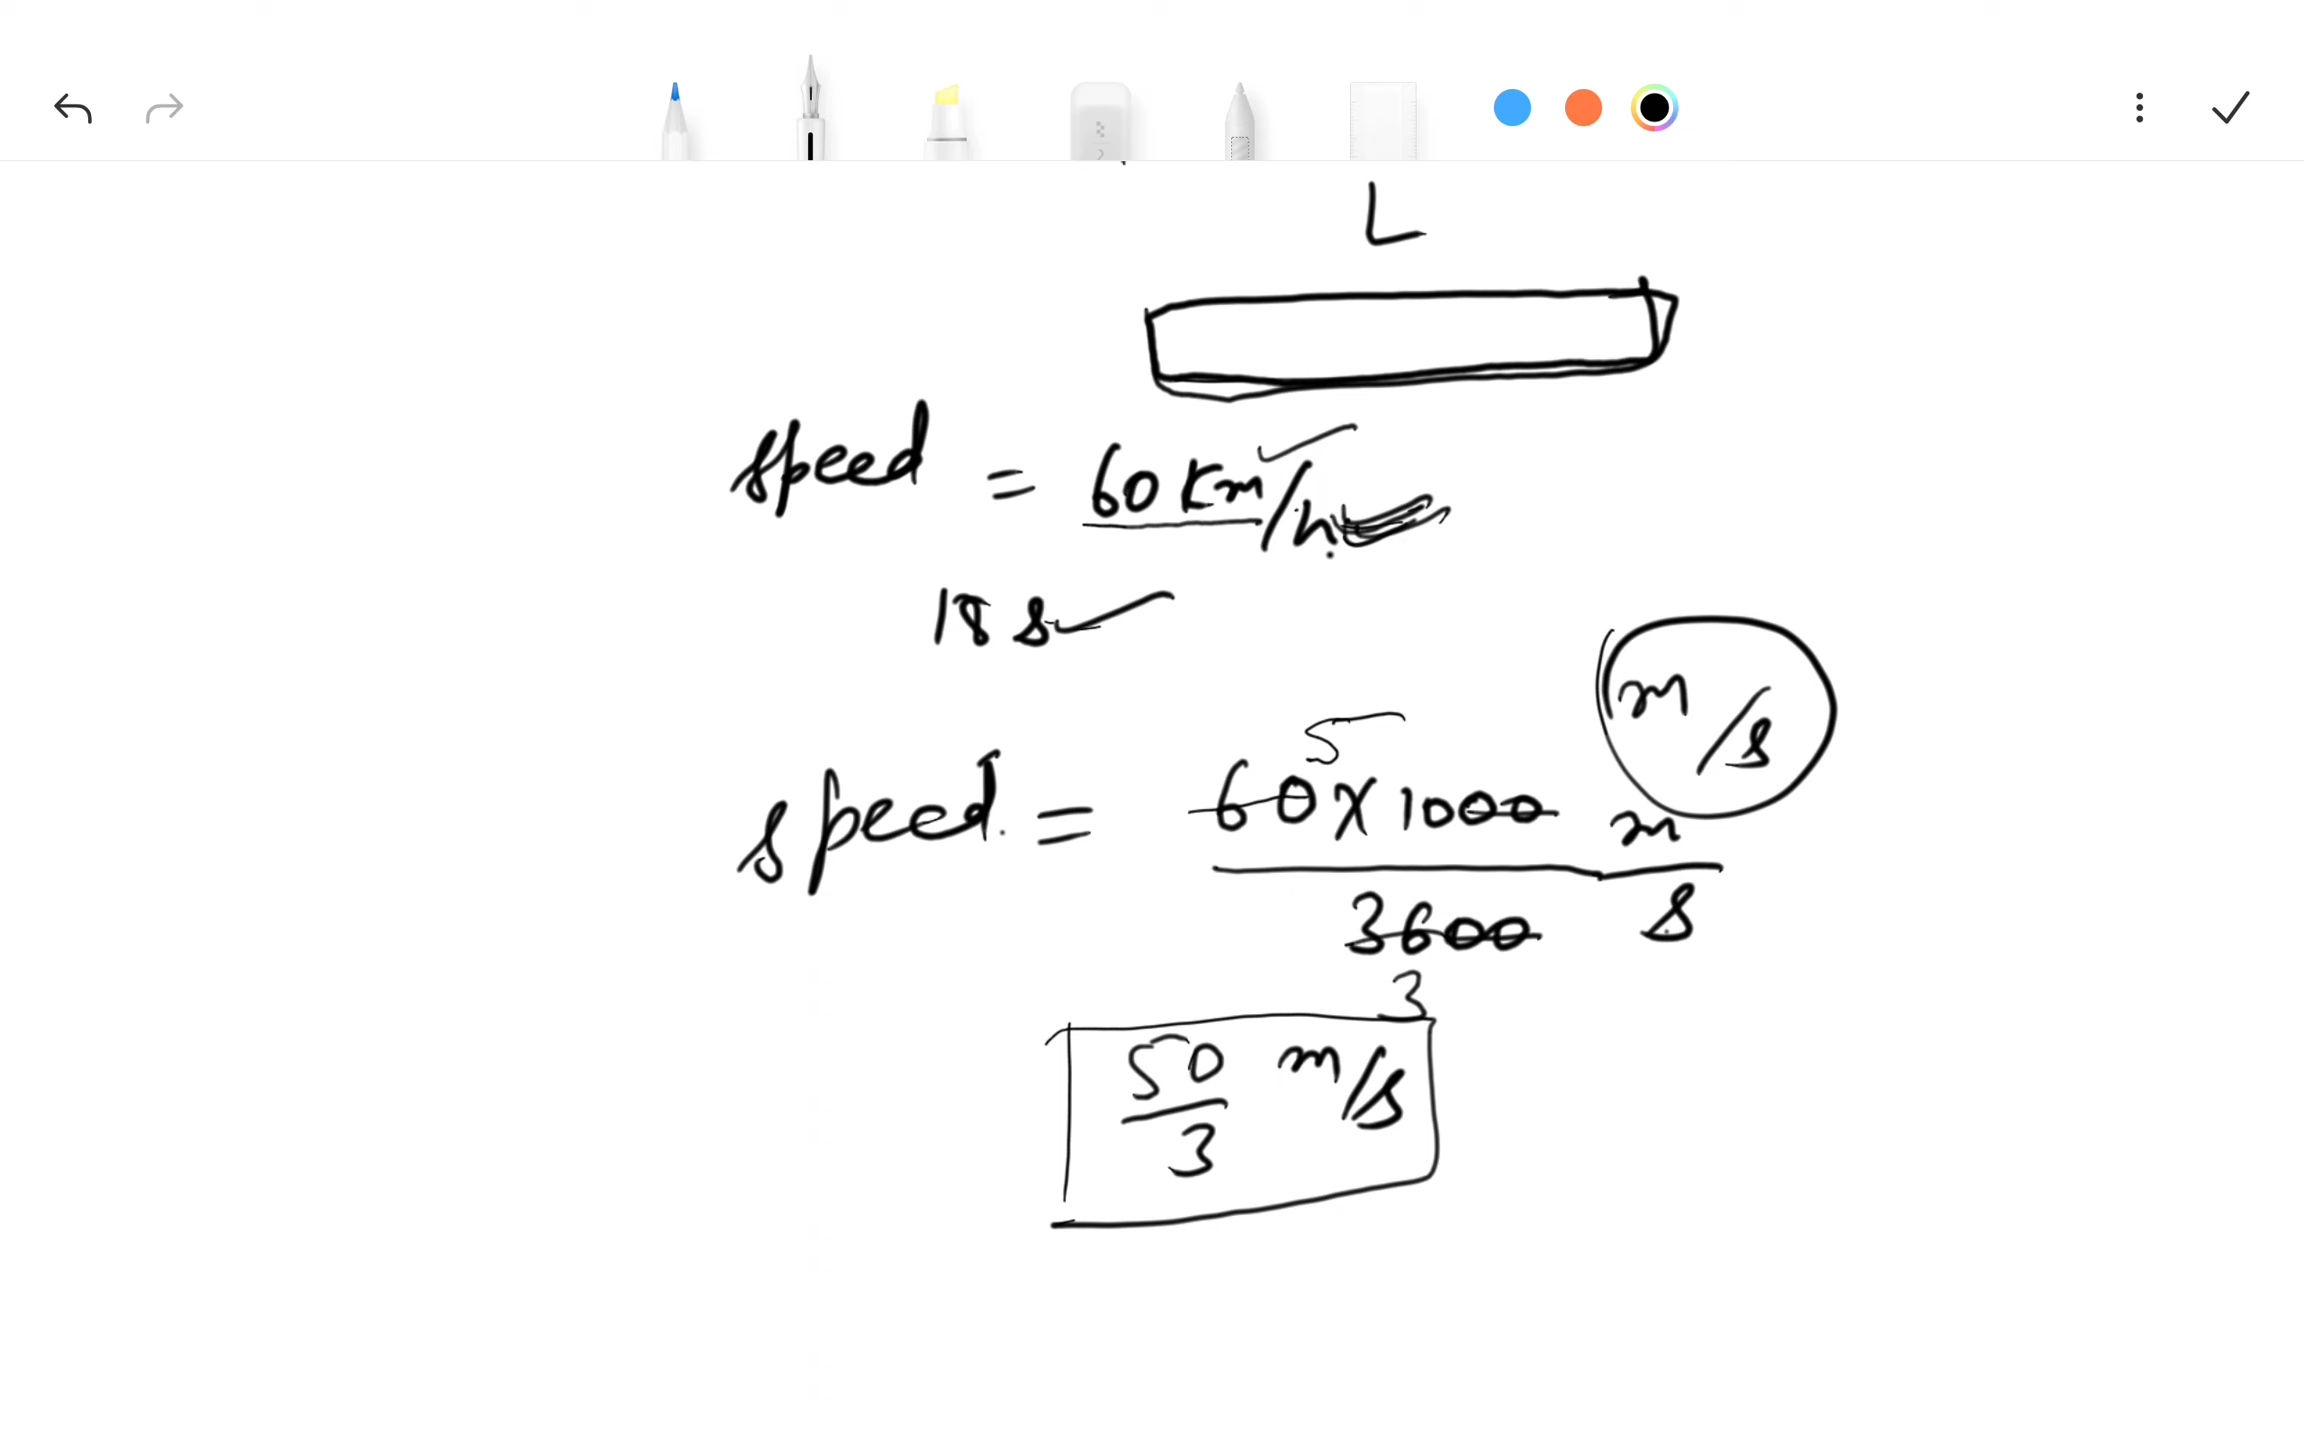 L
speed = 60 Km/h
18 s
m/s
5
speed = 60 X 1000 m
3600 s
3
50 m/s
3